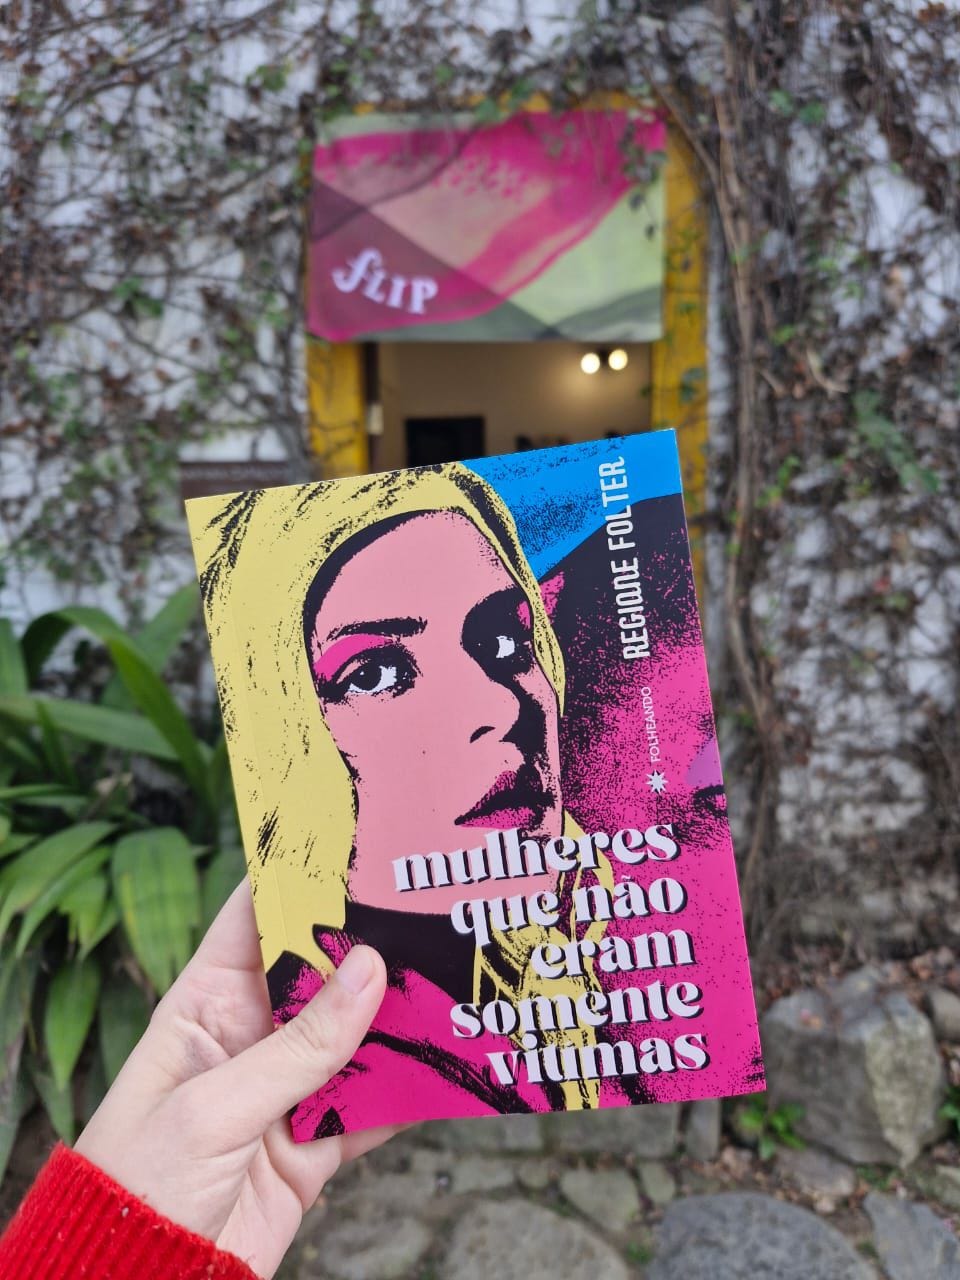 fLIP
REGIANE FOLTER
FOLHEANDO
mulheres
que não
eram
somente
vítimas